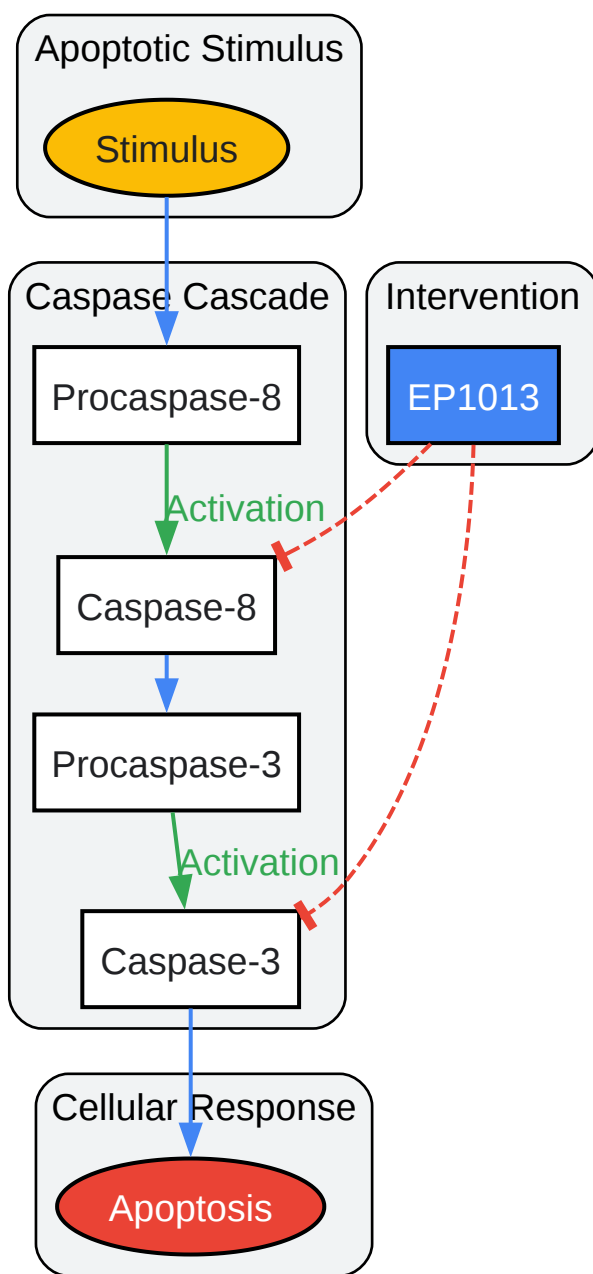 Apoptotic Stimulus
Stimulus
Caspase Cascade
Intervention
Procaspase-8
EP1013
Activation
Caspase-8
Procaspase-3
Activation
Caspase-3
Cellular Response
Apoptosis